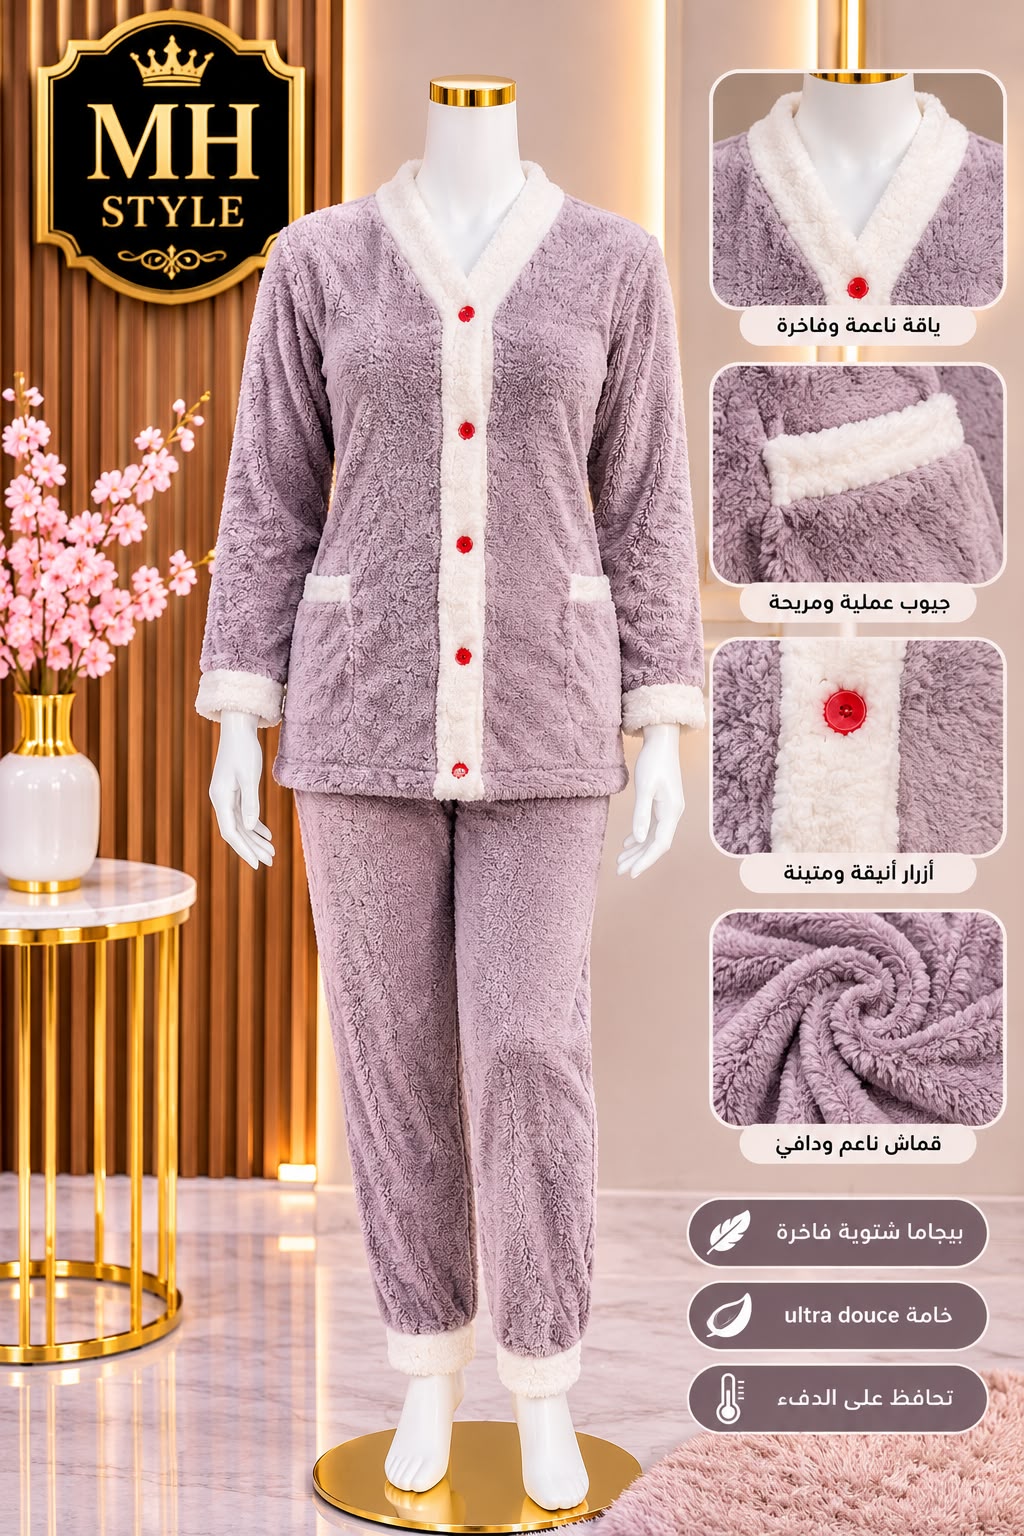 MH
STYLE
ياقة ناعمة وفاخرة
جيوب عملية ومريحة
أزرار أنيقة ومتينة
قماش ناعم ودافئ
بيجاما شتوية فاخرة
خامة ultra douce
تحافظ على الدفء